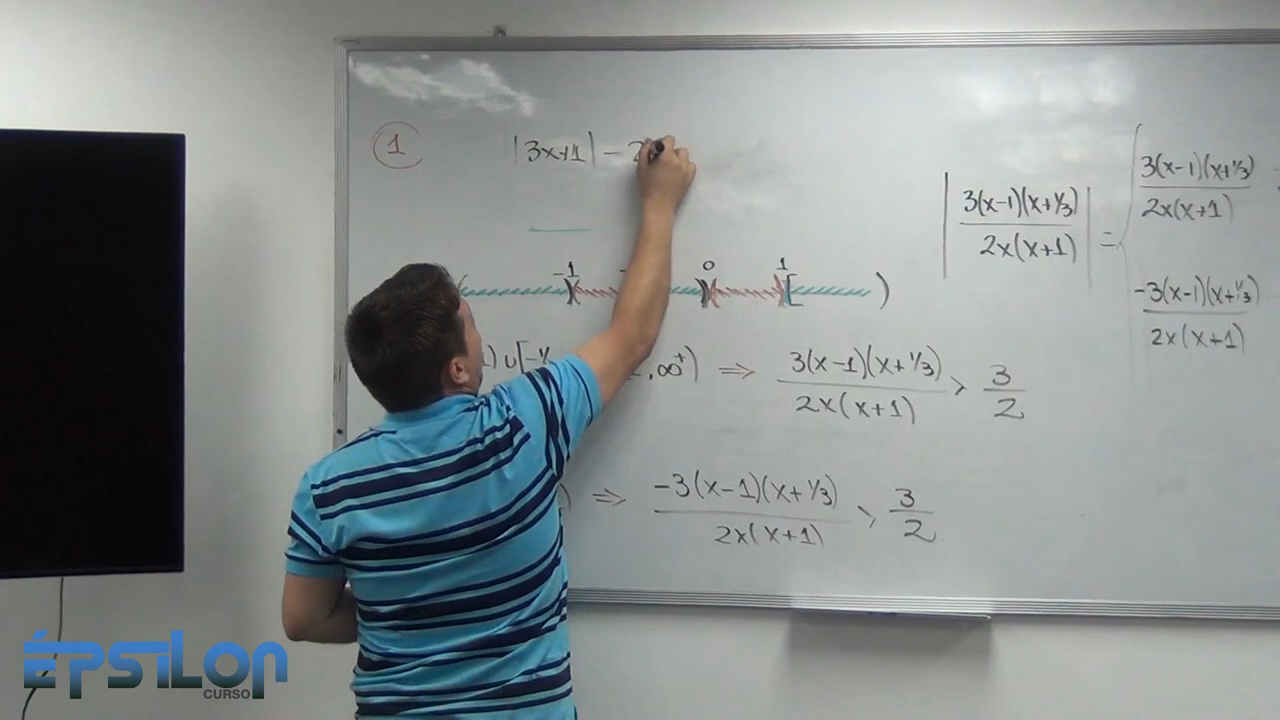 1
|3x+1| - 2
| 3(x-1)(x+1/3) / 2x(x+1) | = { 3(x-1)(x+1/3) / 2x(x+1)
-3(x-1)(x+1/3) / 2x(x+1)
-1 0 1
) ∪ [-1/ , ∞⁺) ⇒ 3(x-1)(x+1/3) / 2x(x+1) > 3/2
) ⇒ -3(x-1)(x+1/3) / 2x(x+1) > 3/2
ÉPSILON
CURSO